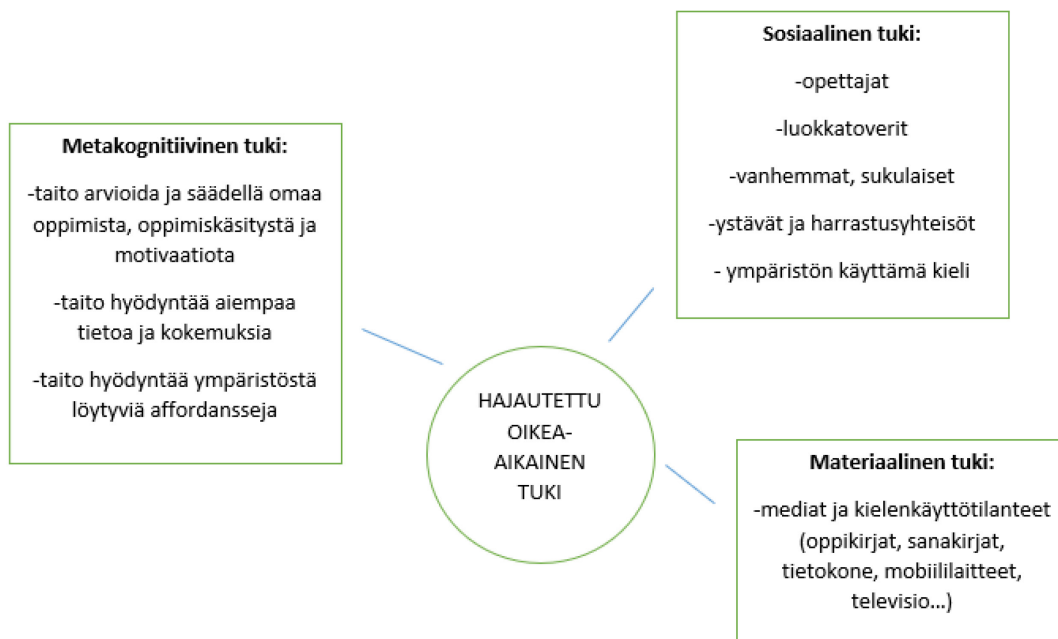 Metakognitiivinen tuki:
-taito arvioida ja säädellä omaa
oppimista, oppimiskäsitystä ja
motivaatiota
-taito hyödyntää aiempaa
tietoa ja kokemuksia
-taito hyödyntää ympäristöstä
löytyviä affordansseja
Sosiaalinen tuki:
-opettajat
-luokkatoverit
-vanhemmat, sukulaiset
-ystävät ja harrastusyhteisöt
- ympäristön käyttämä kieli
HAJAUTETTU
OIKEA-
AIKAINEN
TUKI
Materiaalinen tuki:
-mediat ja kielenkäyttötilanteet
(oppikirjat, sanakirjat,
tietokone, mobiililaitteet,
televisio...)